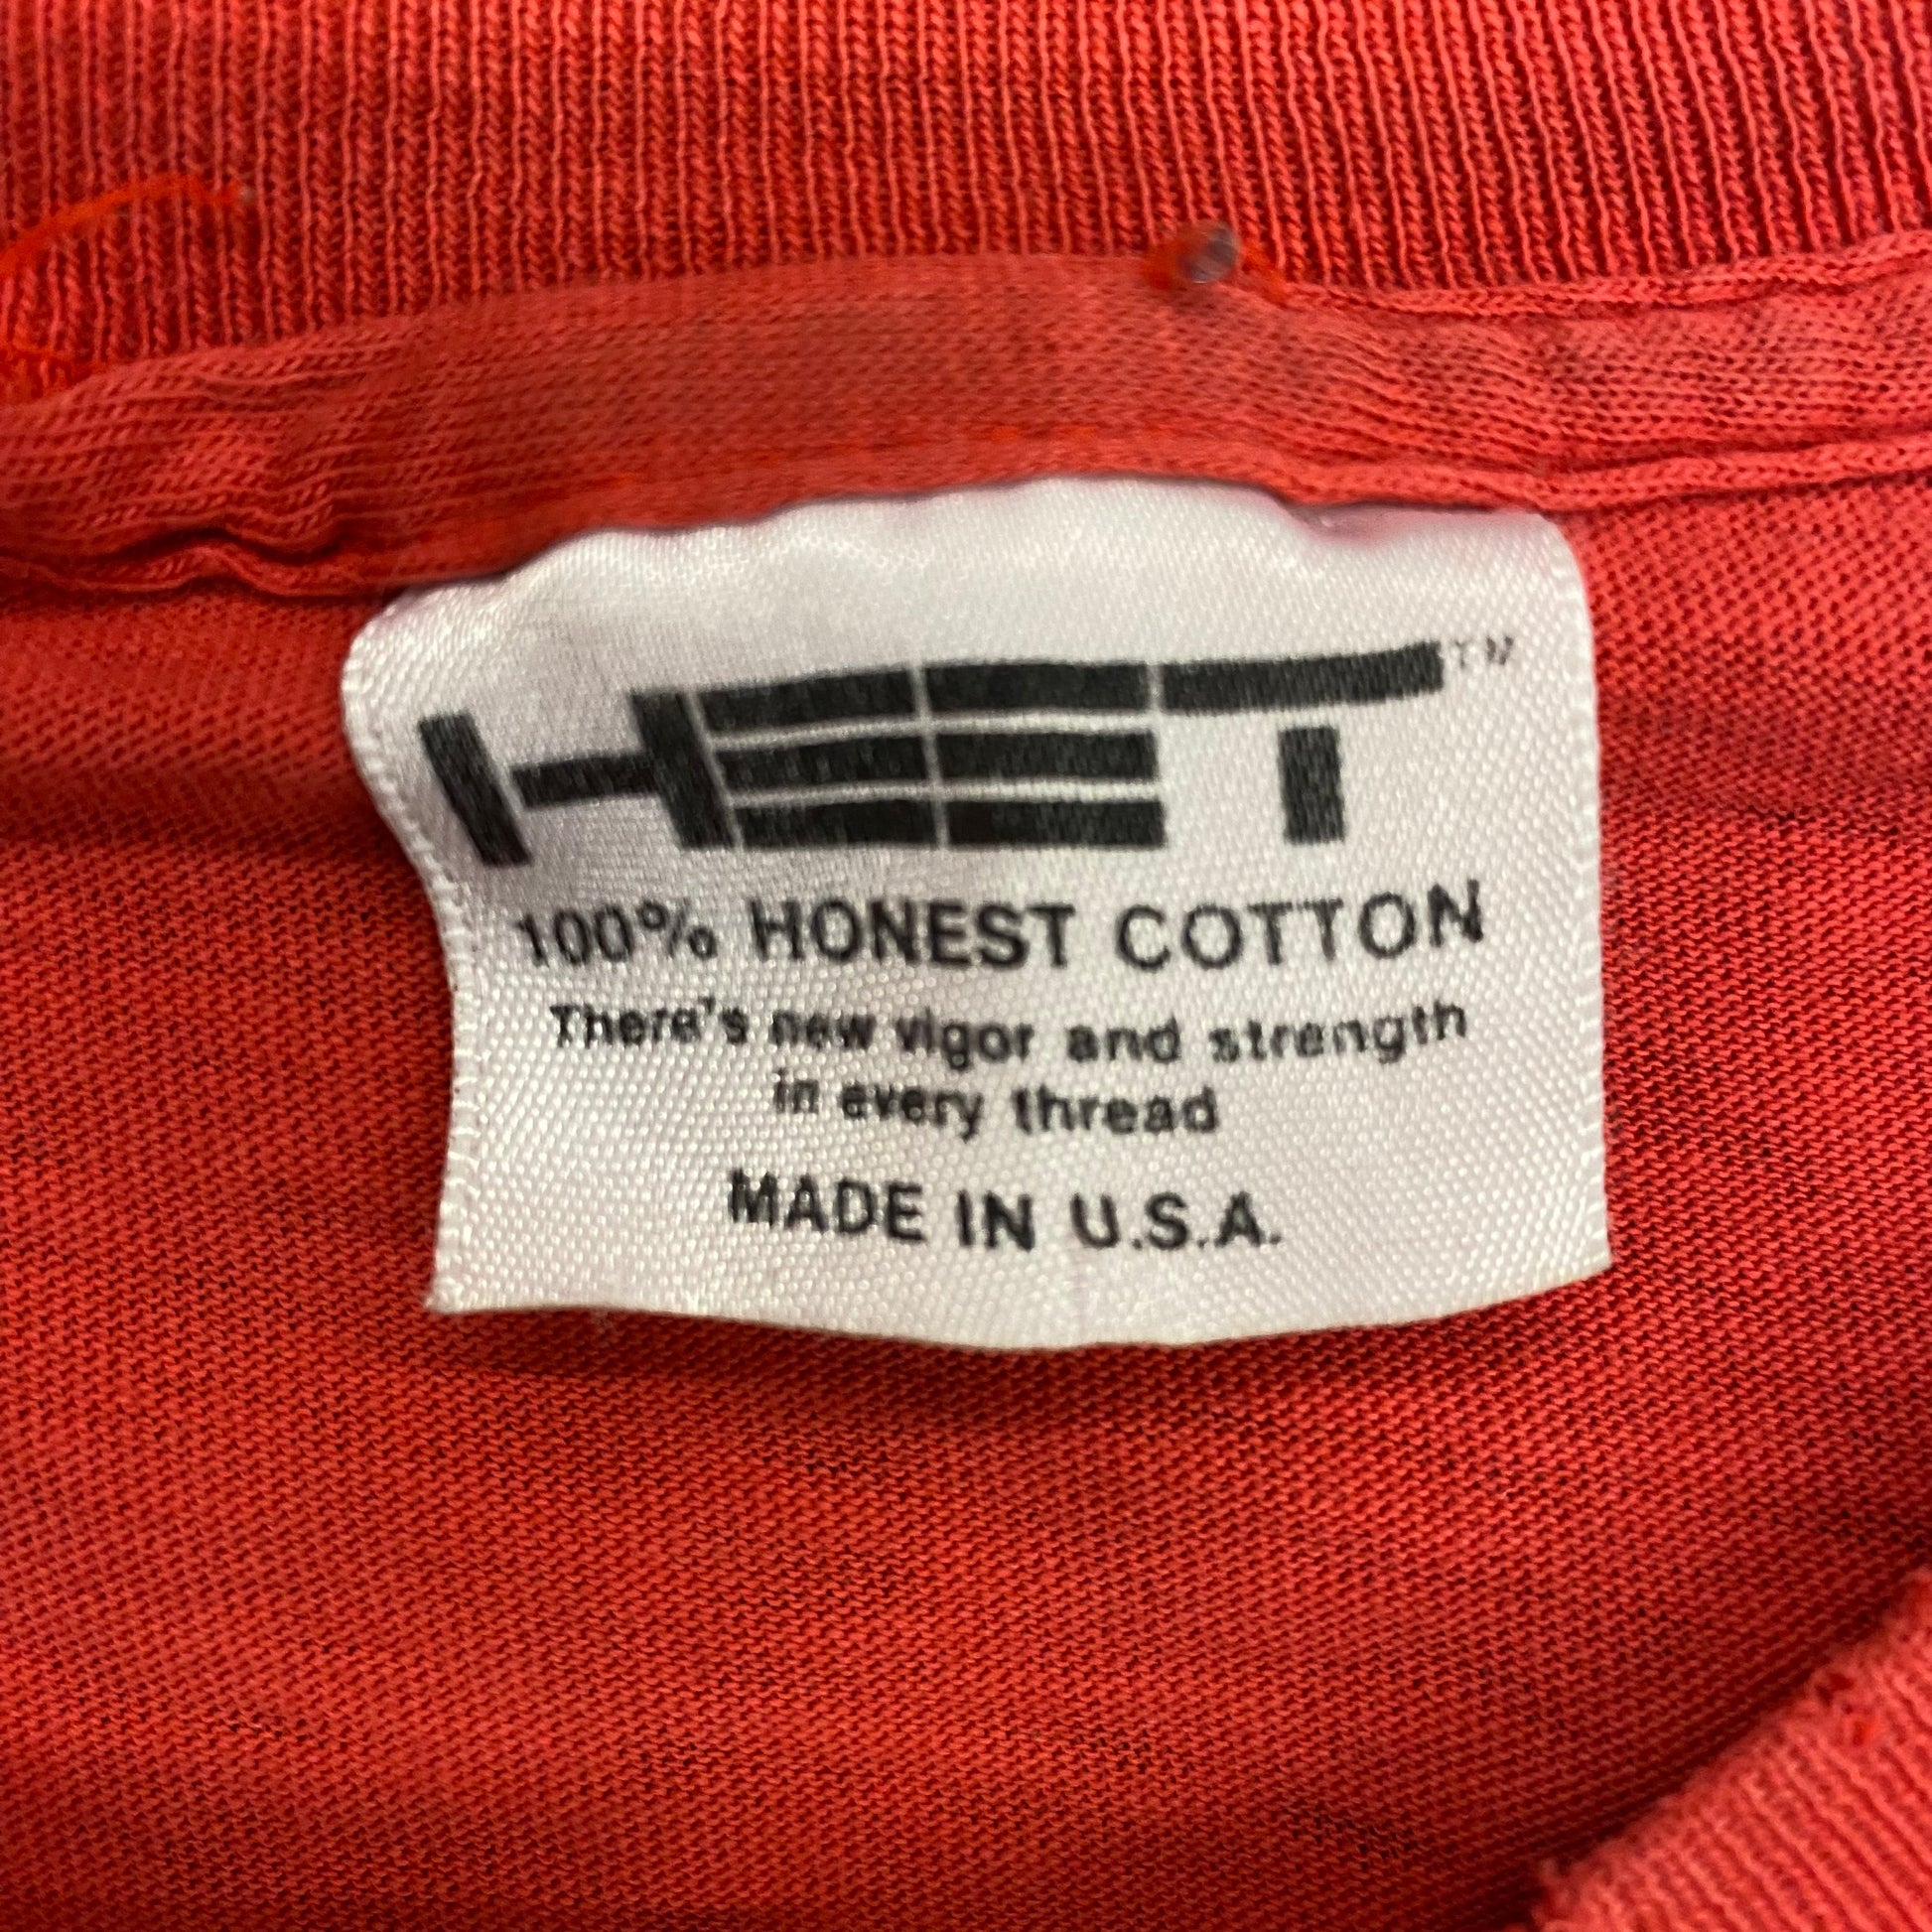 HEET™
100% HONEST COTTON
There's new vigor and strength
in every thread
MADE IN U.S.A.